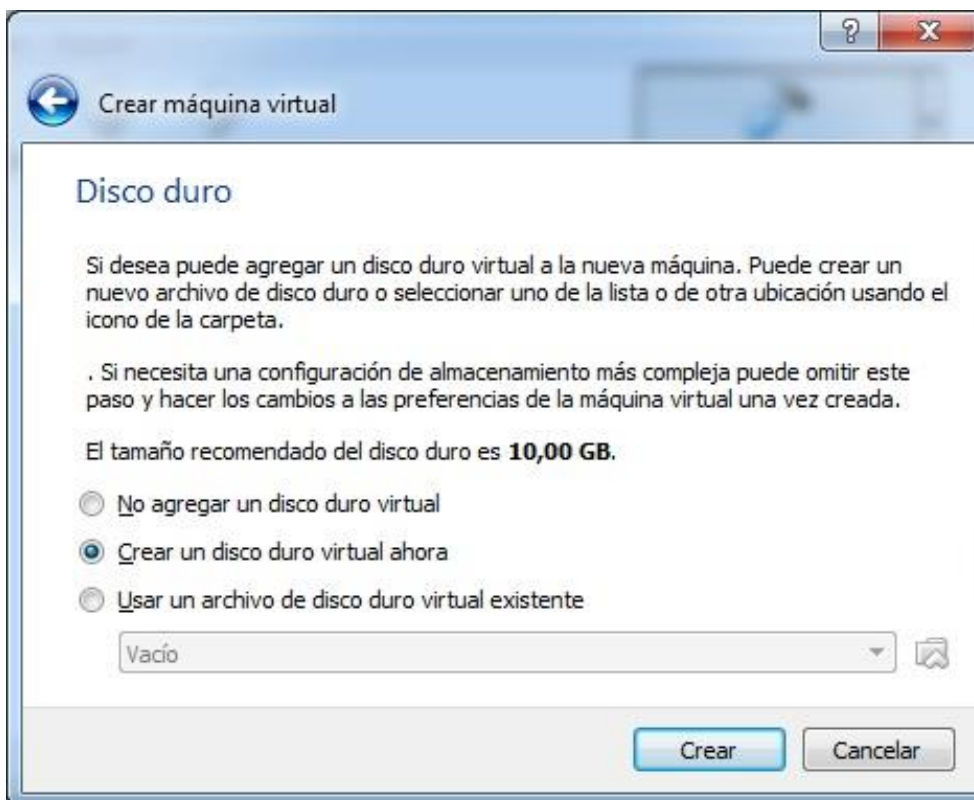 Crear máquina virtual
Disco duro
Si desea puede agregar un disco duro virtual a la nueva máquina. Puede crear un
nuevo archivo de disco duro o seleccionar uno de la lista o de otra ubicación usando el
icono de la carpeta.
. Si necesita una configuración de almacenamiento más compleja puede omitir este
paso y hacer los cambios a las preferencias de la máquina virtual una vez creada.
El tamaño recomendado del disco duro es 10,00 GB.
No agregar un disco duro virtual
Crear un disco duro virtual ahora
Usar un archivo de disco duro virtual existente
Vacío
Crear Cancelar